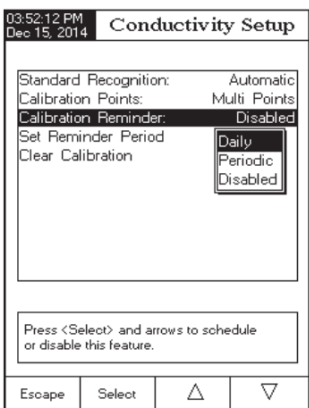 03:52:12 PM
Dec 15, 2014
Conductivity Setup
Standard Recognition: Automatic
Calibration Points: Multi Points
Calibration Reminder: Disabled
Set Reminder Period
Clear Calibration
Daily
Periodic
Disabled
Press <Select> and arrows to schedule
or disable this feature.
Escape Select △ ▽